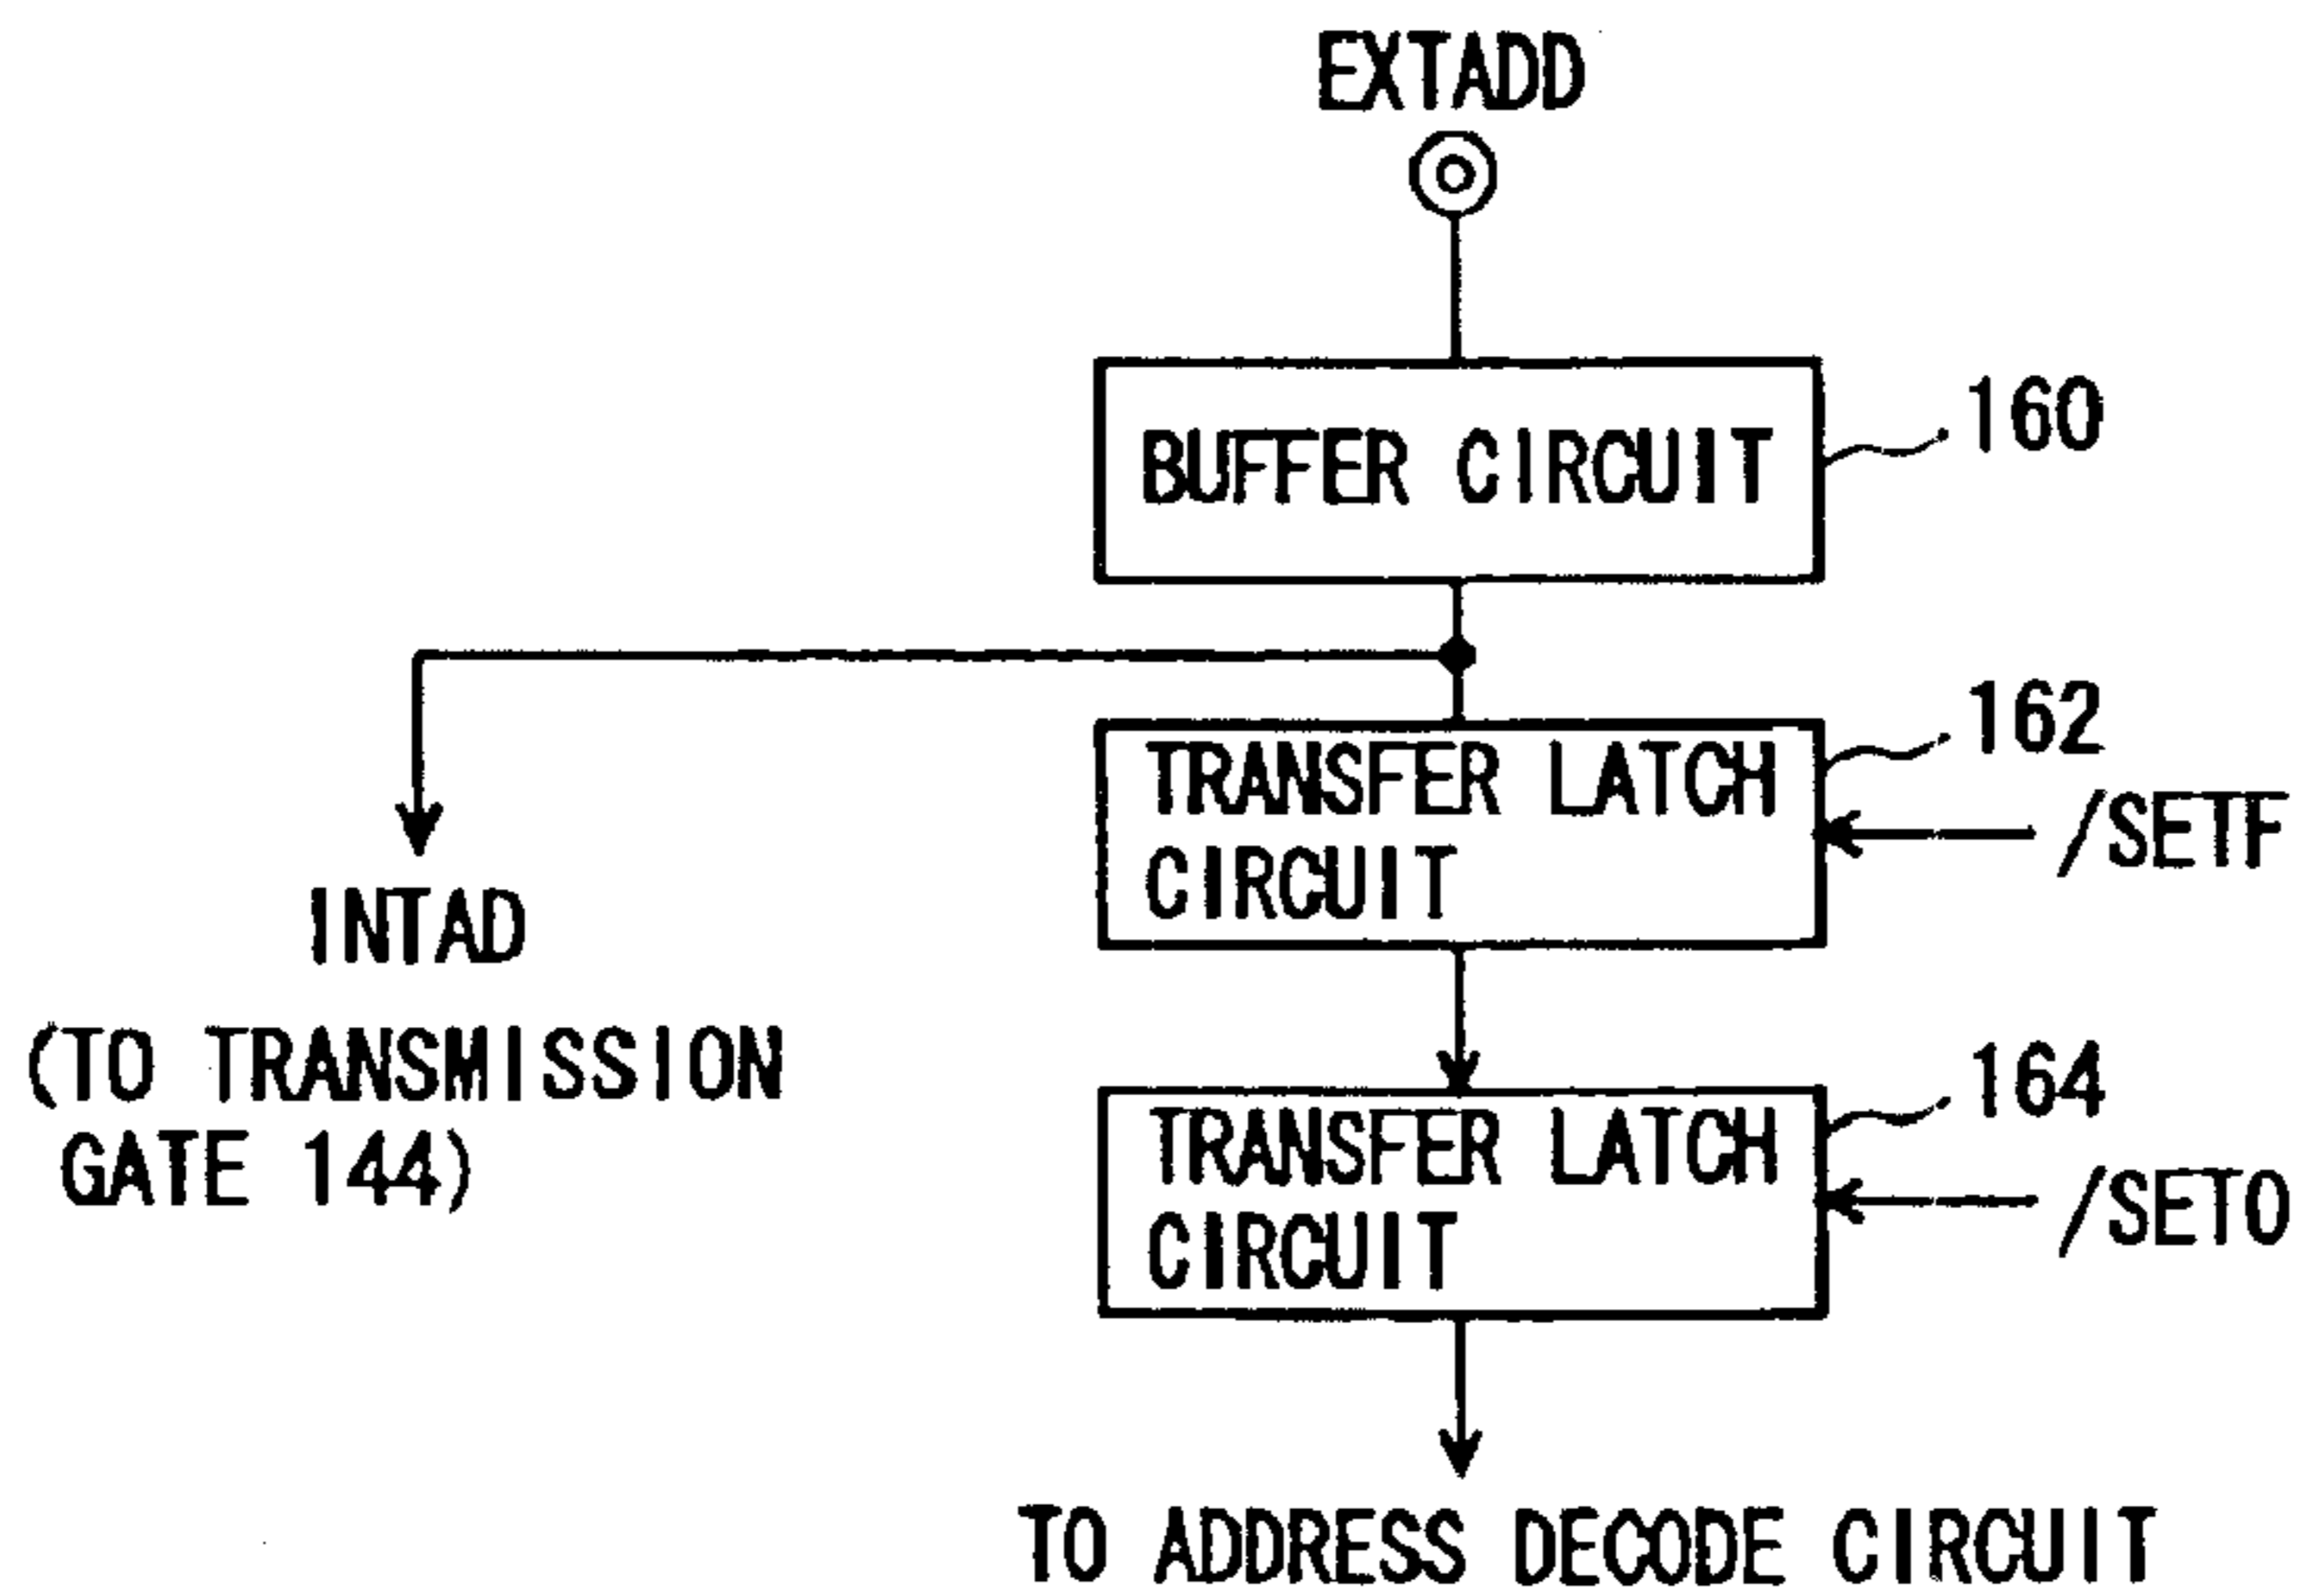 EXTADD
BUFFER CIRCUIT
160
TRANSFER LATCH
CIRCUIT
162
/SETF
INTAD
(TO TRANSMISSION
GATE 144)
TRANSFER LATCH
CIRCUIT
164
/SETO
TO ADDRESS DECODE CIRCUIT